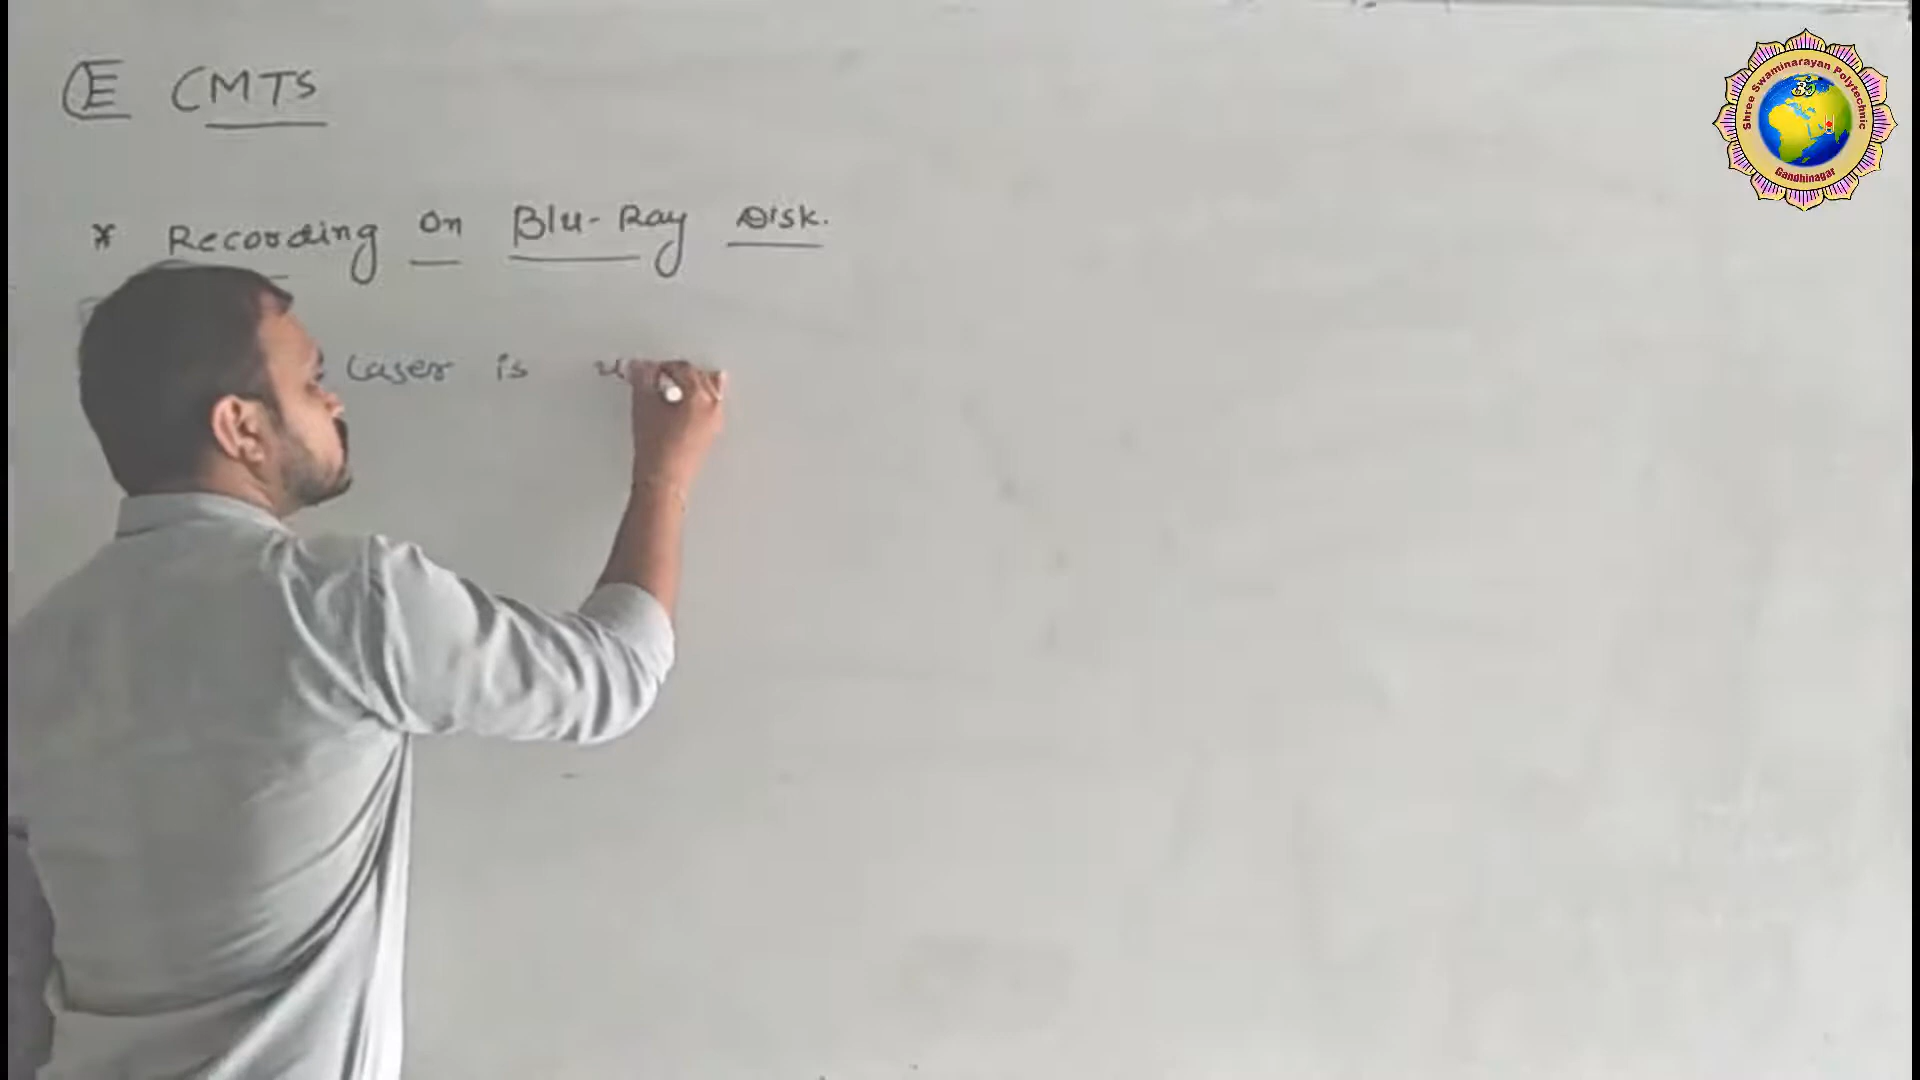 E CMTS
* Recording on Blu-Ray Disk.
Laser is
Shree Swaminarayan Polytechnic
Gandhinagar